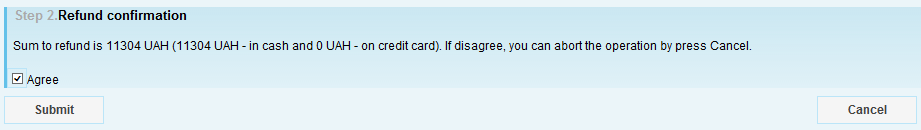 Step 2.Refund confirmation
Sum to refund is 11304 UAH (11304 UAH - in cash and 0 UAH - on credit card). If disagree, you can abort the operation by press Cancel.
Agree
Submit Cancel